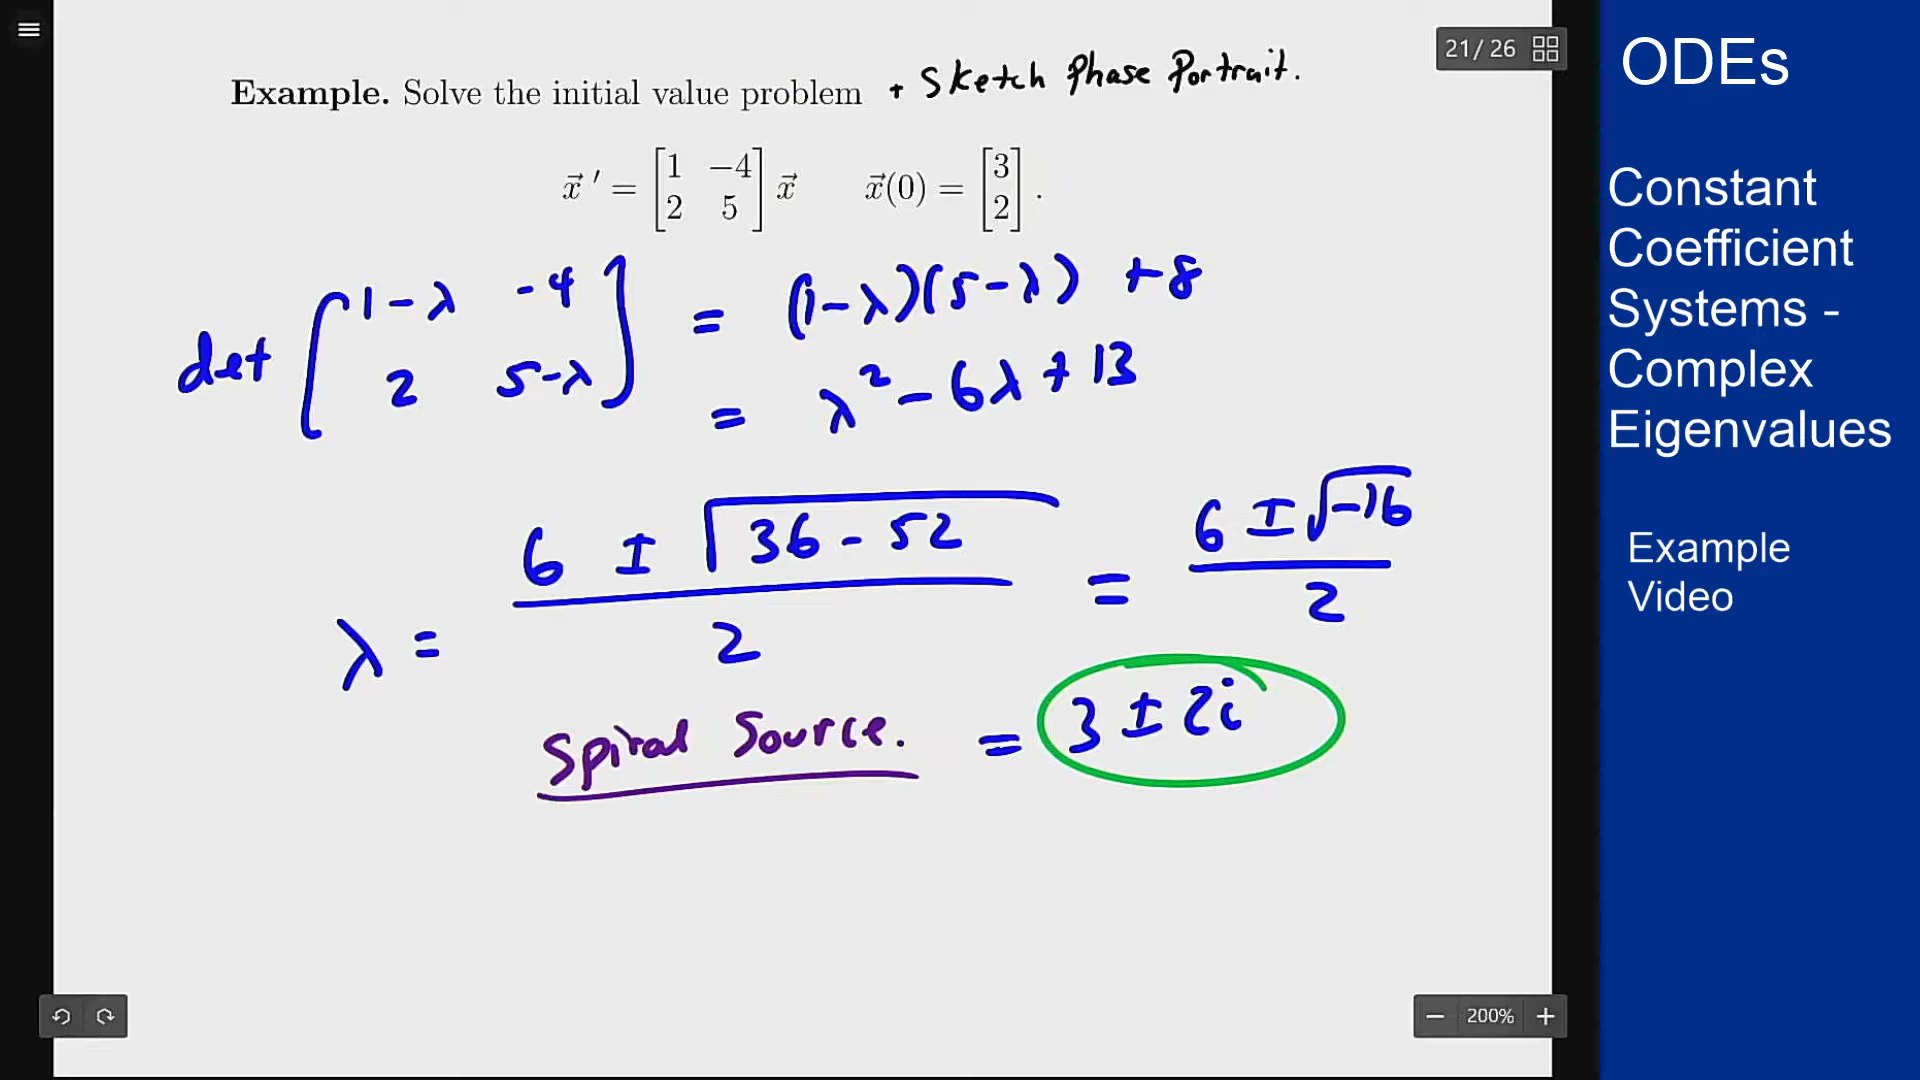 21 / 26
Example. Solve the initial value problem + Sketch Phase Portrait.
x⃗ ′ = [1 −4; 2 5] x⃗ x⃗(0) = [3; 2].
det [1-λ -4; 2 5-λ] = (1-λ)(5-λ) +8
= λ² - 6λ + 13
λ = (6 ± √(36 - 52))/2 = (6 ± √(-16))/2
Spiral Source. = 3 ± 2i
200%
ODEs
Constant
Coefficient
Systems -
Complex
Eigenvalues
Example
Video